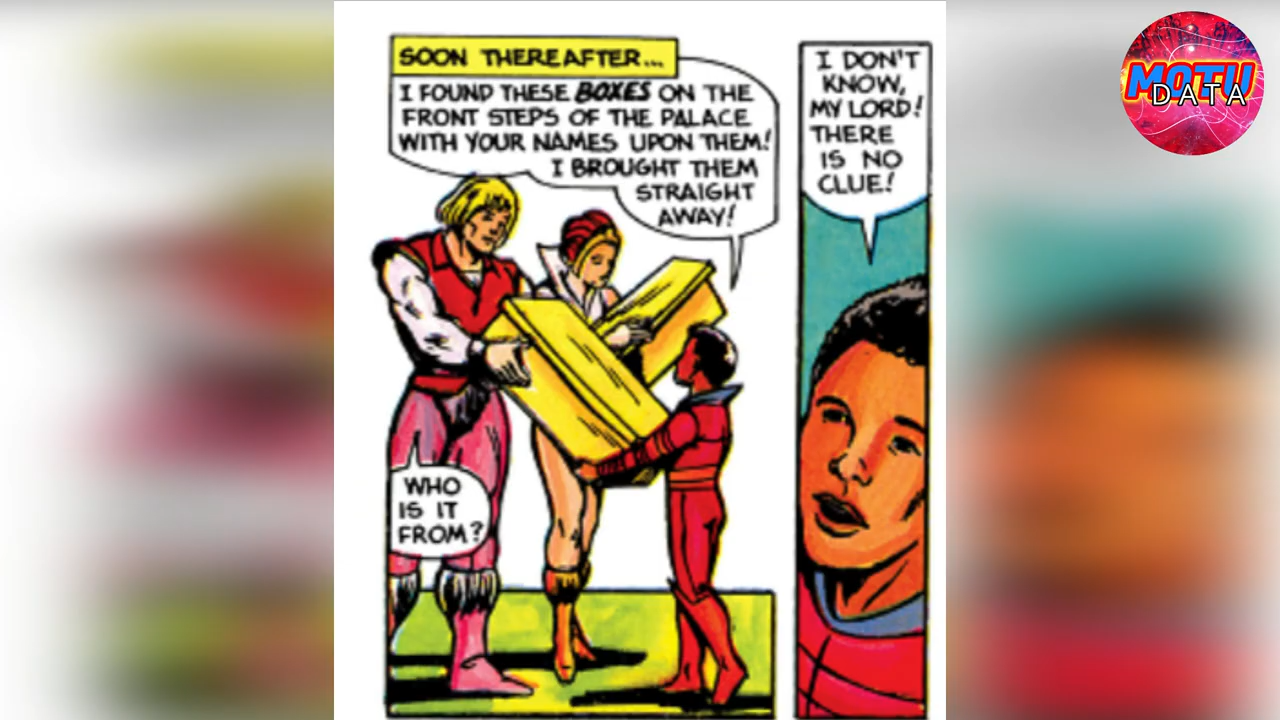 SOON THEREAFTER...
I FOUND THESE BOXES ON THE
FRONT STEPS OF THE PALACE
WITH YOUR NAMES UPON THEM!
I BROUGHT THEM
STRAIGHT
AWAY!
WHO
IS IT
FROM?
I DON'T
KNOW,
MY LORD!
THERE
IS NO
CLUE!
MOTU
DATA